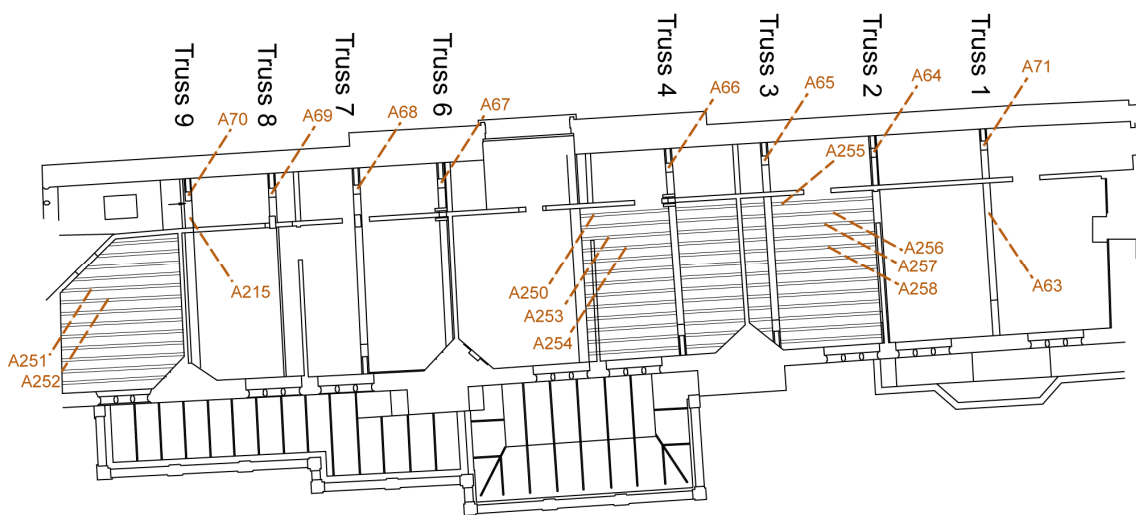 Truss 9
Truss 8
Truss 7
Truss 6
Truss 4
Truss 3
Truss 2
Truss 1
A70
A69
A68
A67
A66
A65
A64
A71
A255
A256
A257
A258
A63
A215
A250
A253
A254
A251
A252